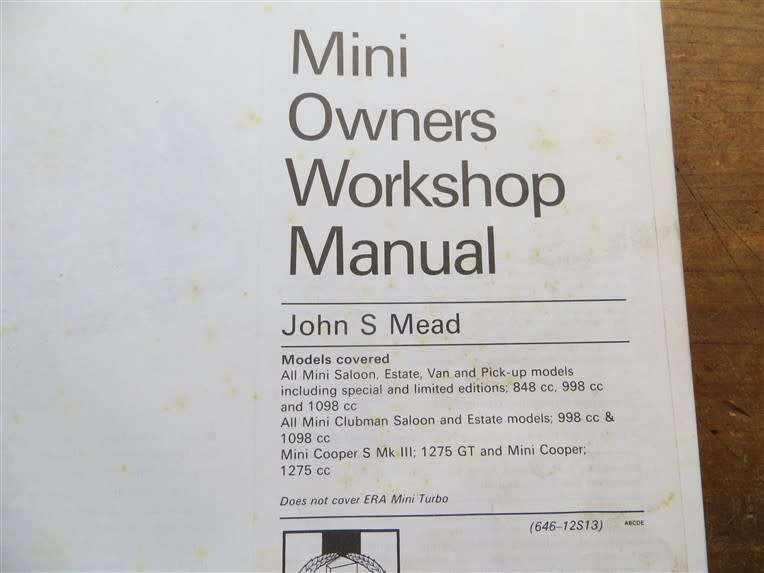 Mini
Owners
Workshop
Manual
John S Mead
Models covered
All Mini Saloon, Estate, Van and Pick-up models
including special and limited editions; 848 cc, 998 cc
and 1098 cc
All Mini Clubman Saloon and Estate models; 998 cc &
1098 cc
Mini Cooper S Mk III; 1275 GT and Mini Cooper;
1275 cc
Does not cover ERA Mini Turbo
(646-12S13) ABCDE